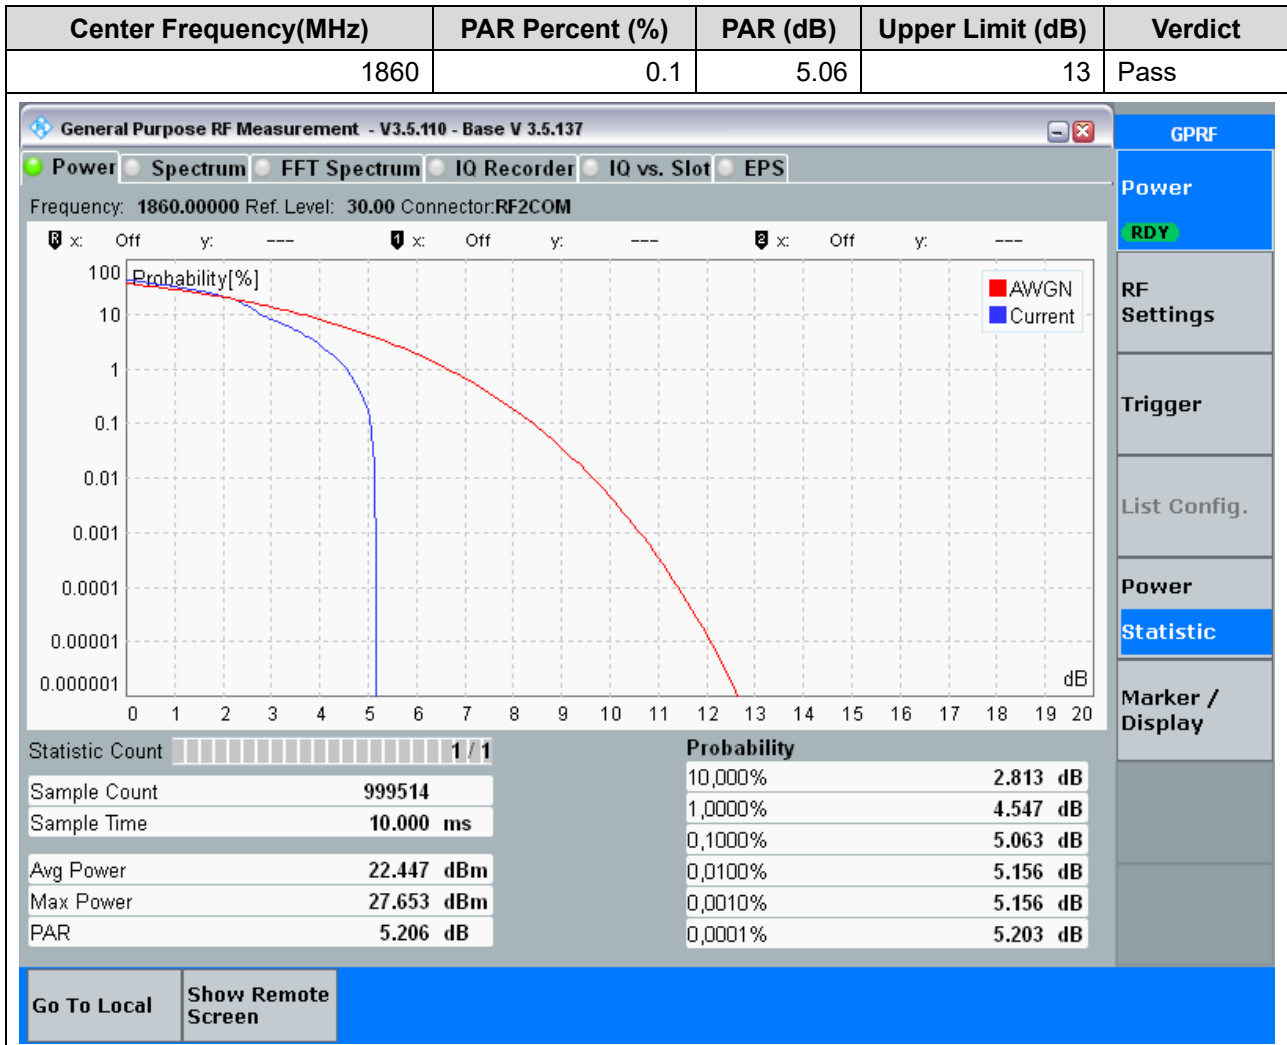 Center Frequency(MHz) PAR Percent (%) PAR (dB) Upper Limit (dB) Verdict
1860 0.1 5.06 13 Pass
General Purpose RF Measurement - V3.5.110 - Base V 3.5.137
GPRF
Power Spectrum FFT Spectrum IQ Recorder IQ vs. Slot EPS
Power
RDY
Frequency: 1860.00000 Ref. Level: 30.00 Connector:RF2COM
R x: Off y: --- 1 x: Off y: --- 2 x: Off y: ---
Probability[%]
AWGN
Current
100
10
1
0.1
0.01
0.001
0.0001
0.00001
0.000001
dB
0 1 2 3 4 5 6 7 8 9 10 11 12 13 14 15 16 17 18 19 20
RF
Settings
Trigger
List Config.
Power
Statistic
Marker /
Display
Statistic Count 1 / 1
Sample Count 999514
Sample Time 10.000 ms
Avg Power 22.447 dBm
Max Power 27.653 dBm
PAR 5.206 dB
Probability
10,000% 2.813 dB
1,0000% 4.547 dB
0,1000% 5.063 dB
0,0100% 5.156 dB
0,0010% 5.156 dB
0,0001% 5.203 dB
Go To Local
Show Remote
Screen